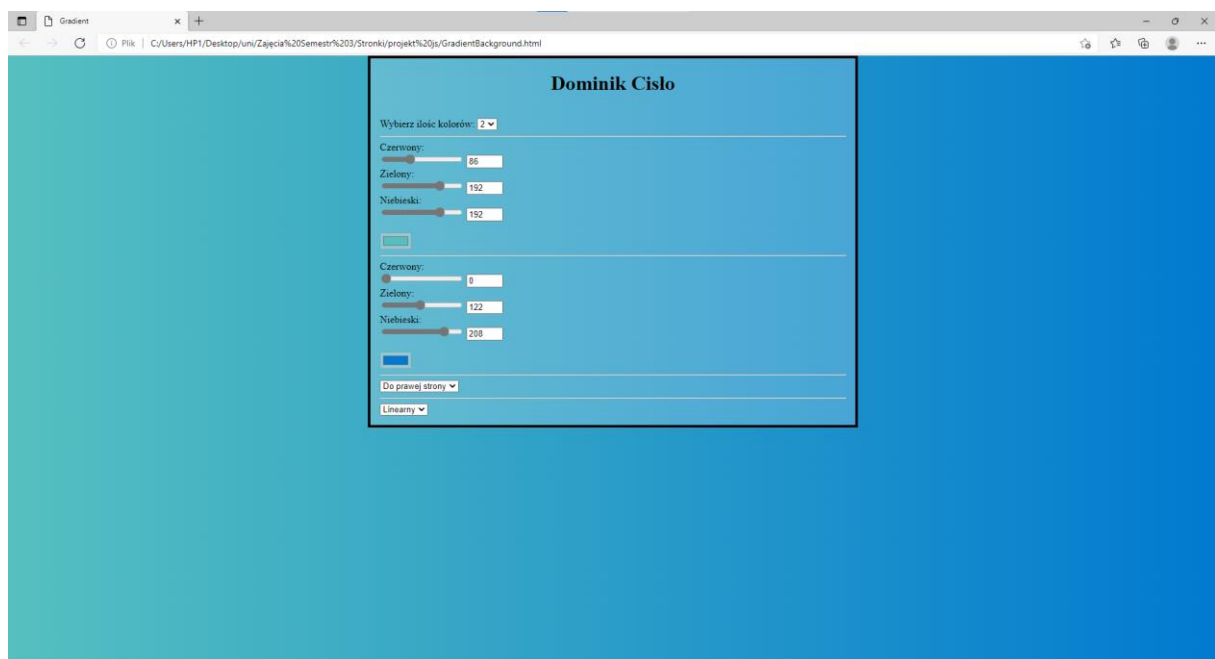 Gradient
Plik C:/Users/HP1/Desktop/uni/Zajęcia%20Semestr%203/Stronki/projekt%20js/GradientBackground.html
Dominik Cisło
Wybierz ilośc kolorów: 2
Czerwony:
86
Zielony:
192
Niebieski:
192
Czerwony:
0
Zielony:
122
Niebieski:
208
Do prawej strony
Linearny